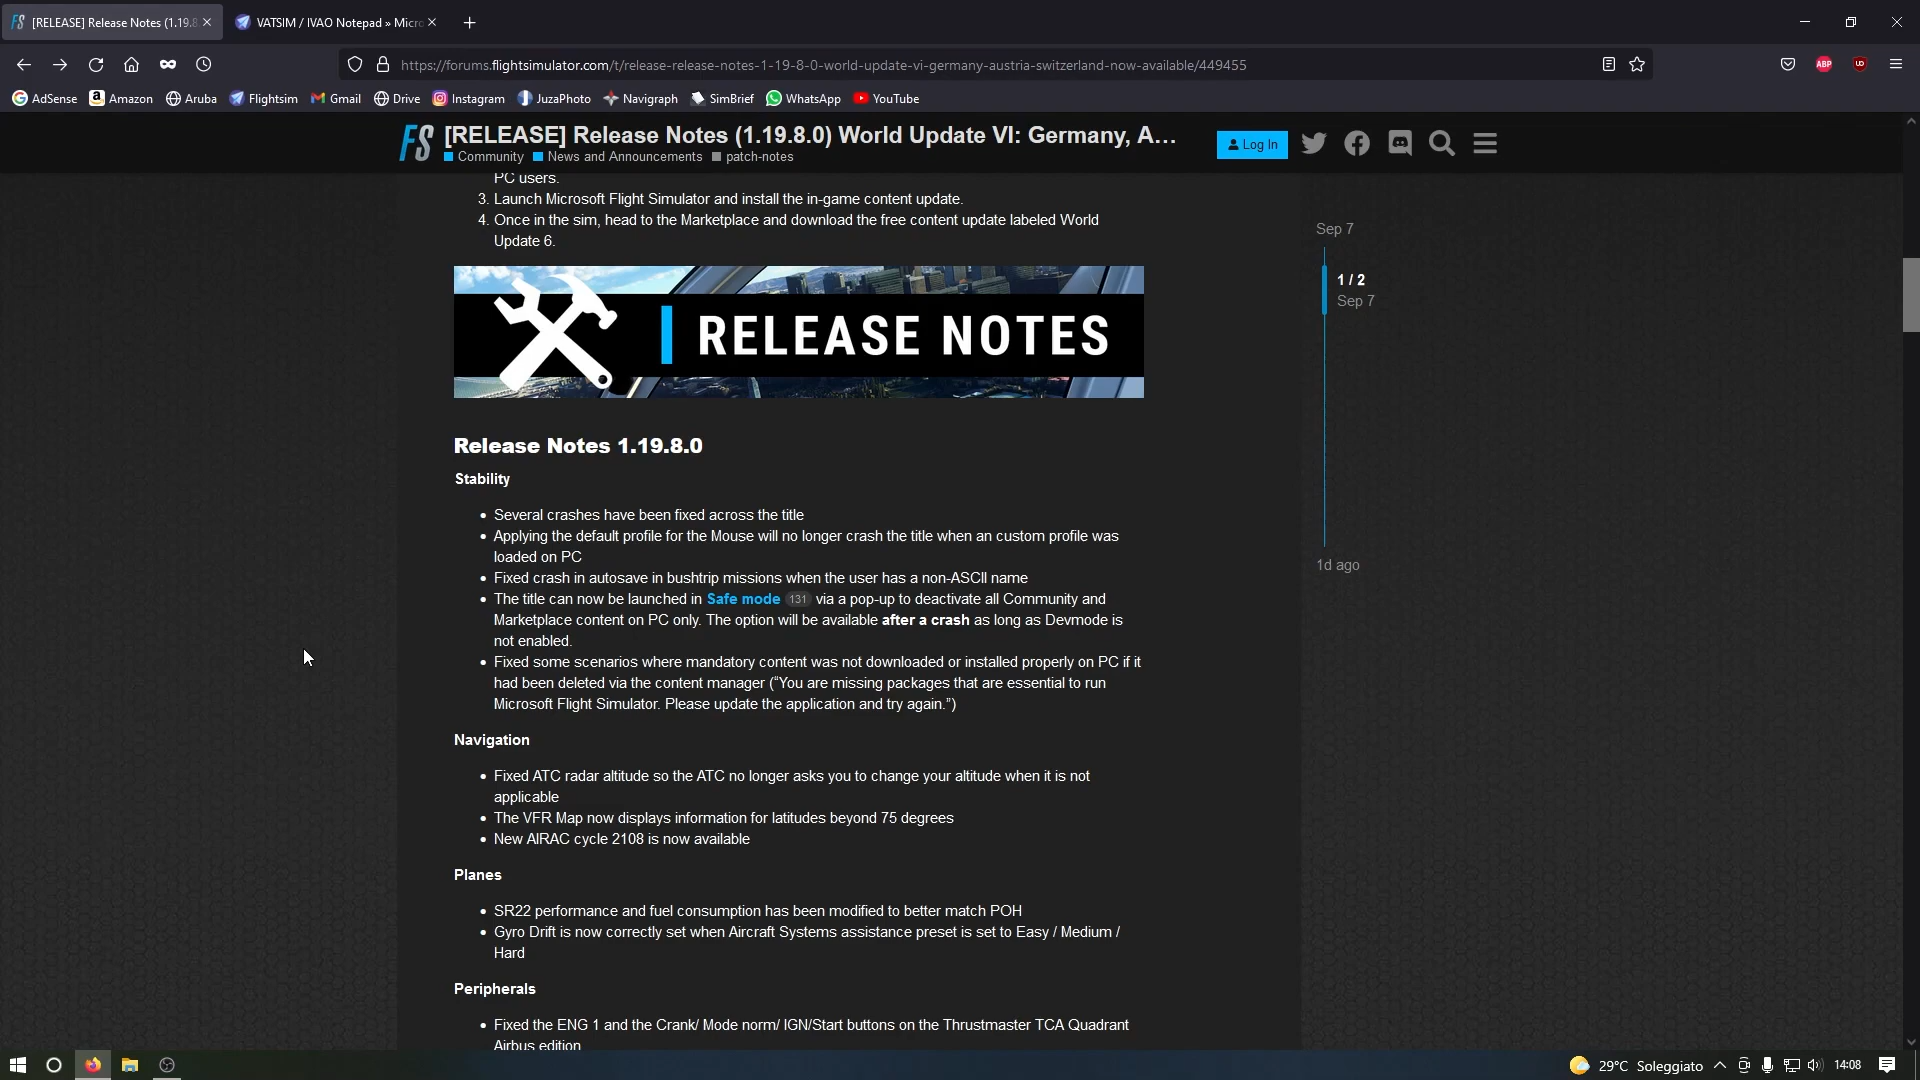 [RELEASE] Release Notes (1.19.8
VATSIM / IVAO Notepad » Micro
https://forums.flightsimulator.com/t/release-release-notes-1-19-8-0-world-update-vi-germany-austria-switzerland-now-available/449455
ABP
UD
AdSense
Amazon
Aruba
Flightsim
Gmail
Drive
Instagram
JuzaPhoto
Navigraph
SimBrief
WhatsApp
YouTube
FS
[RELEASE] Release Notes (1.19.8.0) World Update VI: Germany, A...
Community
News and Announcements
patch-notes
Log In
PC users.
3. Launch Microsoft Flight Simulator and install the in-game content update.
4. Once in the sim, head to the Marketplace and download the free content update labeled World
Update 6.
RELEASE NOTES
Release Notes 1.19.8.0
Stability
• Several crashes have been fixed across the title
• Applying the default profile for the Mouse will no longer crash the title when an custom profile was
loaded on PC
• Fixed crash in autosave in bushtrip missions when the user has a non-ASCII name
• The title can now be launched in Safe mode 131 via a pop-up to deactivate all Community and
Marketplace content on PC only. The option will be available after a crash as long as Devmode is
not enabled.
• Fixed some scenarios where mandatory content was not downloaded or installed properly on PC if it
had been deleted via the content manager (“You are missing packages that are essential to run
Microsoft Flight Simulator. Please update the application and try again.”)
Navigation
• Fixed ATC radar altitude so the ATC no longer asks you to change your altitude when it is not
applicable
• The VFR Map now displays information for latitudes beyond 75 degrees
• New AIRAC cycle 2108 is now available
Planes
• SR22 performance and fuel consumption has been modified to better match POH
• Gyro Drift is now correctly set when Aircraft Systems assistance preset is set to Easy / Medium /
Hard
Peripherals
• Fixed the ENG 1 and the Crank/ Mode norm/ IGN/Start buttons on the Thrustmaster TCA Quadrant
Airbus edition
Sep 7
1 / 2
Sep 7
1d ago
29°C Soleggiato
14:08